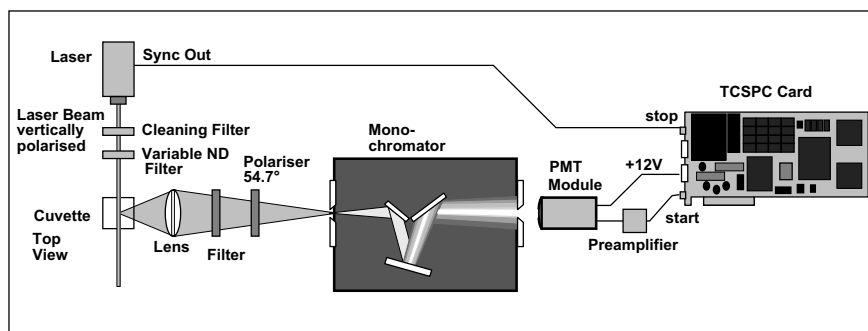 Laser
Sync Out
Laser Beam
vertically
polarised
Cleaning Filter
Variable ND
Filter
Polariser
54.7°
Cuvette
Top
View
Lens
Filter
Mono-
chromator
PMT
Module
+12V
Preamplifier
stop
start
TCSPC Card